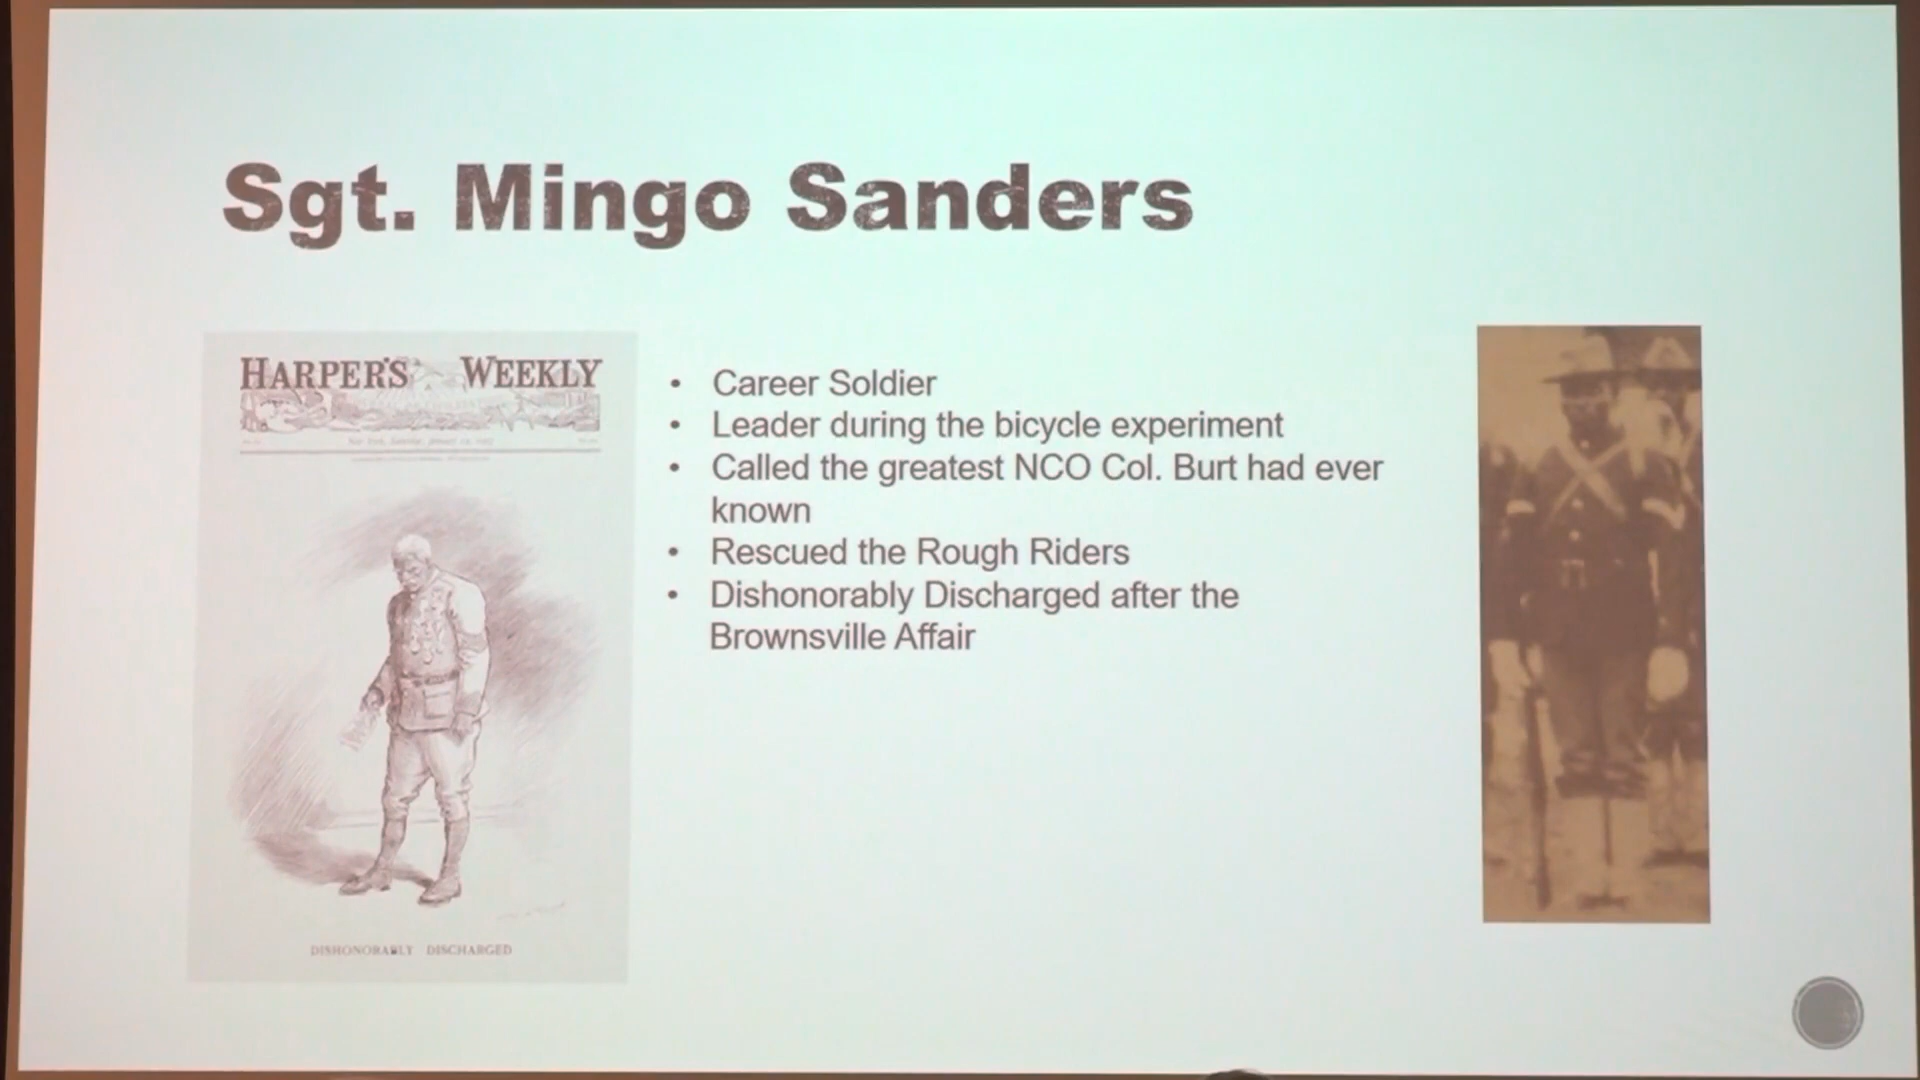 Sgt. Mingo Sanders
HARPER'S WEEKLY
• Career Soldier
• Leader during the bicycle experiment
• Called the greatest NCO Col. Burt had ever
known
• Rescued the Rough Riders
• Dishonorably Discharged after the
Brownsville Affair
DISHONORABLY DISCHARGED